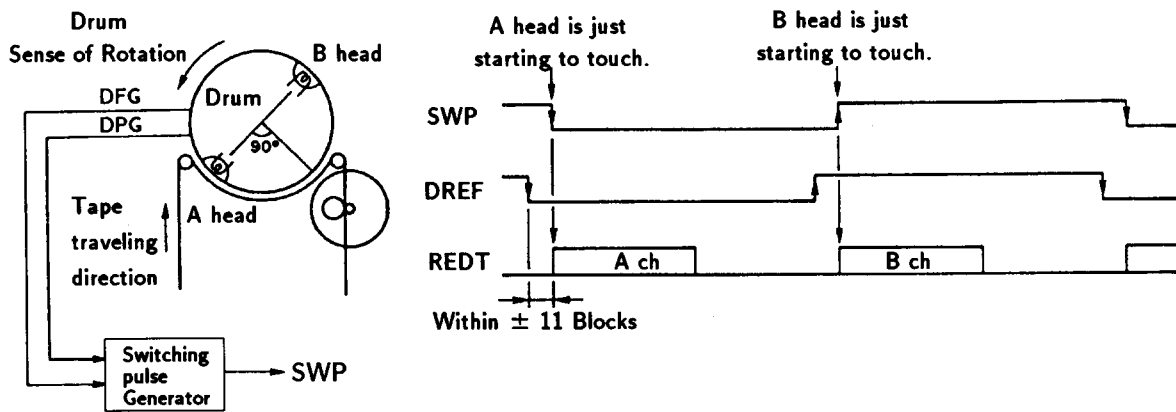 Drum
Sense of Rotation
B head
DFG
Drum
DPG
90°
A head
Tape
traveling
direction
Switching
pulse
Generator
SWP
A head is just
starting to touch.
B head is just
starting to touch.
SWP
DREF
REDT
A ch
B ch
Within ± 11 Blocks